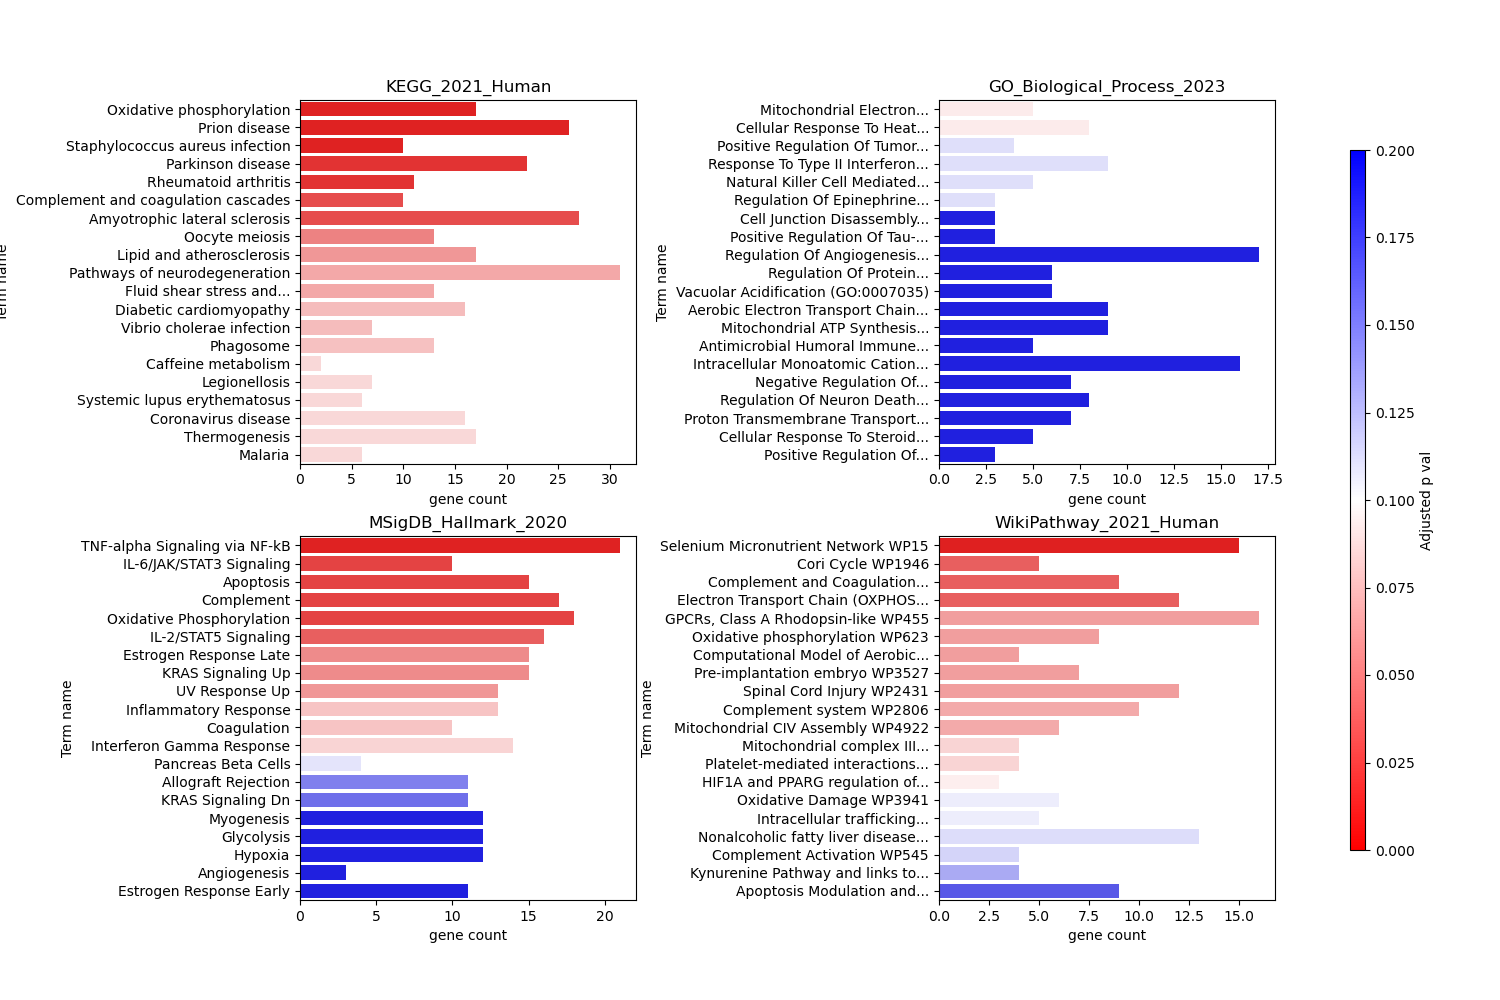 KEGG_2021_Human
Term name
Oxidative phosphorylation
Prion disease
Staphylococcus aureus infection
Parkinson disease
Rheumatoid arthritis
Complement and coagulation cascades
Amyotrophic lateral sclerosis
Oocyte meiosis
Lipid and atherosclerosis
Pathways of neurodegeneration
Fluid shear stress and...
Diabetic cardiomyopathy
Vibrio cholerae infection
Phagosome
Caffeine metabolism
Legionellosis
Systemic lupus erythematosus
Coronavirus disease
Thermogenesis
Malaria
0 5 10 15 20 25 30
gene count
GO_Biological_Process_2023
Term name
Mitochondrial Electron...
Cellular Response To Heat...
Positive Regulation Of Tumor...
Response To Type II Interferon...
Natural Killer Cell Mediated...
Regulation Of Epinephrine...
Cell Junction Disassembly...
Positive Regulation Of Tau-...
Regulation Of Angiogenesis...
Regulation Of Protein...
Vacuolar Acidification (GO:0007035)
Aerobic Electron Transport Chain...
Mitochondrial ATP Synthesis...
Antimicrobial Humoral Immune...
Intracellular Monoatomic Cation...
Negative Regulation Of...
Regulation Of Neuron Death...
Proton Transmembrane Transport...
Cellular Response To Steroid...
Positive Regulation Of...
0.0 2.5 5.0 7.5 10.0 12.5 15.0 17.5
gene count
MSigDB_Hallmark_2020
Term name
TNF-alpha Signaling via NF-kB
IL-6/JAK/STAT3 Signaling
Apoptosis
Complement
Oxidative Phosphorylation
IL-2/STAT5 Signaling
Estrogen Response Late
KRAS Signaling Up
UV Response Up
Inflammatory Response
Coagulation
Interferon Gamma Response
Pancreas Beta Cells
Allograft Rejection
KRAS Signaling Dn
Myogenesis
Glycolysis
Hypoxia
Angiogenesis
Estrogen Response Early
0 5 10 15 20
gene count
WikiPathway_2021_Human
Term name
Selenium Micronutrient Network WP15
Cori Cycle WP1946
Complement and Coagulation...
Electron Transport Chain (OXPHOS...
GPCRs, Class A Rhodopsin-like WP455
Oxidative phosphorylation WP623
Computational Model of Aerobic...
Pre-implantation embryo WP3527
Spinal Cord Injury WP2431
Complement system WP2806
Mitochondrial CIV Assembly WP4922
Mitochondrial complex III...
Platelet-mediated interactions...
HIF1A and PPARG regulation of...
Oxidative Damage WP3941
Intracellular trafficking...
Nonalcoholic fatty liver disease...
Complement Activation WP545
Kynurenine Pathway and links to...
Apoptosis Modulation and...
0.0 2.5 5.0 7.5 10.0 12.5 15.0
gene count
0.200
0.175
0.150
0.125
0.100
0.075
0.050
0.025
0.000
Adjusted p val